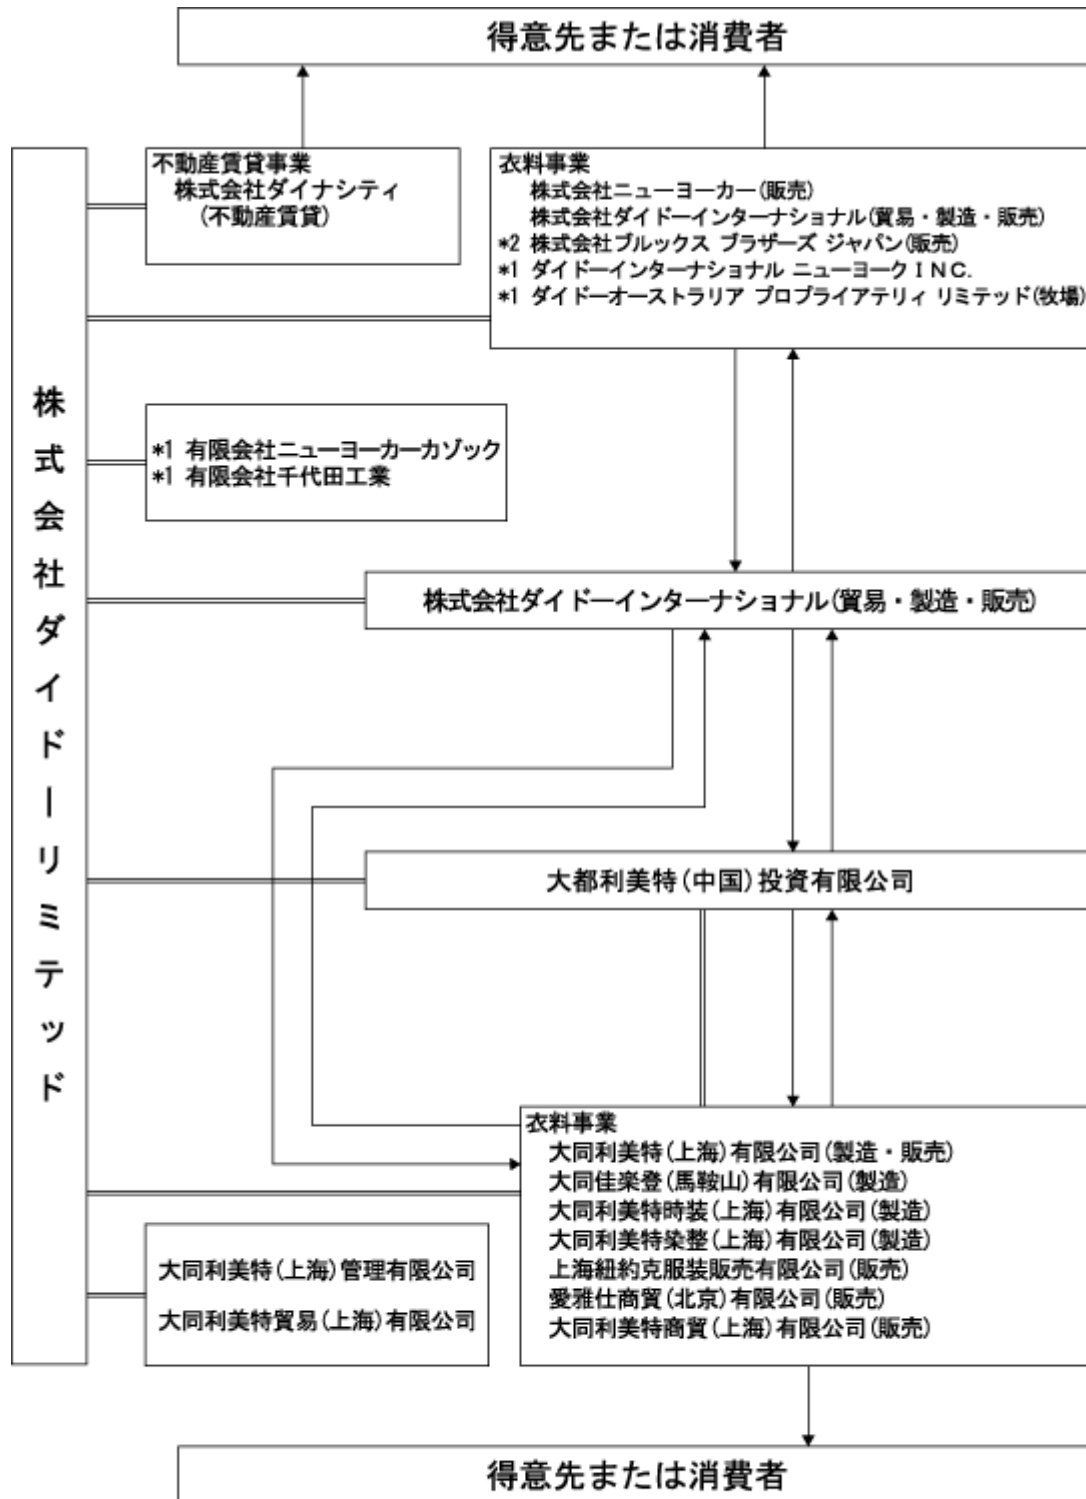 得意先または消費者
不動産賃貸事業
株式会社ダイナシティ
(不動産賃貸)
衣料事業
株式会社ニューヨーカー(販売)
株式会社ダイドーインターナショナル(貿易・製造・販売)
*2 株式会社ブルックス ブラザーズ ジャパン(販売)
*1 ダイドーインターナショナル ニューヨークINC.
*1 ダイドーオーストラリア プロプライアテリィ リミテッド(牧場)
株式会社ダイドーリミテッド
*1 有限会社ニューヨーカーカゾック
*1 有限会社千代田工業
株式会社ダイドーインターナショナル(貿易・製造・販売)
大都利美特(中国)投資有限公司
衣料事業
大同利美特(上海)有限公司(製造・販売)
大同佳楽登(馬鞍山)有限公司(製造)
大同利美特時装(上海)有限公司(製造)
大同利美特染整(上海)有限公司(製造)
上海紐約克服装販売有限公司(販売)
愛雅仕商貿(北京)有限公司(販売)
大同利美特商貿(上海)有限公司(販売)
大同利美特(上海)管理有限公司
大同利美特貿易(上海)有限公司
得意先または消費者